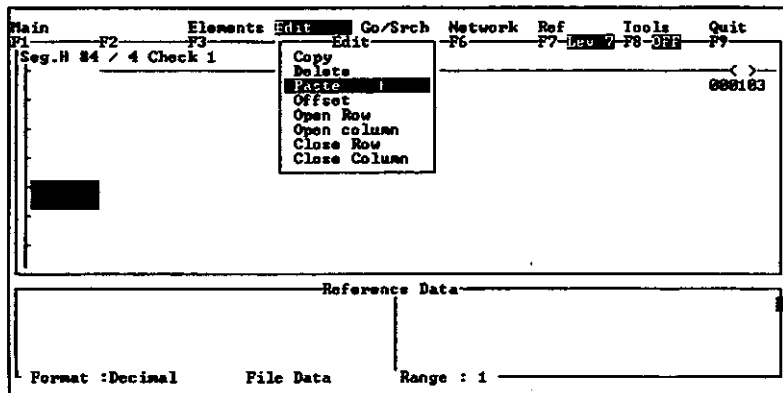 Main Elements Edit Go/Srch Network Ref Tools Quit
F1 F2 F3 Edit F6 F7 Lev 7 F8 OFF F9
Seg.H #4 / 4 Check 1
Copy
Delete
Paste
Offset
Open Row
Open column
Close Row
Close Column
( )
000103
Reference Data
Format :Decimal File Data Range : 1